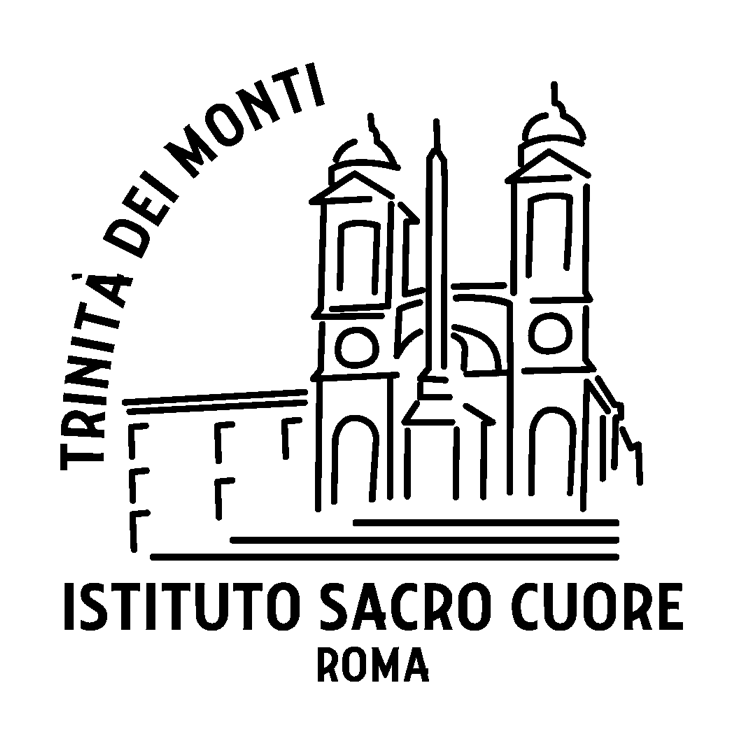 TRINITÀ DEI MONTI
ISTITUTO SACRO CUORE
ROMA